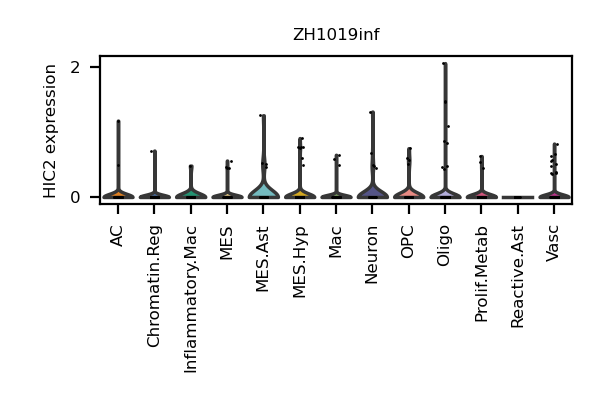 ZH1019inf
HIC2 expression
2
0
AC
Chromatin.Reg
Inflammatory.Mac
MES
MES.Ast
MES.Hyp
Mac
Neuron
OPC
Oligo
Prolif.Metab
Reactive.Ast
Vasc